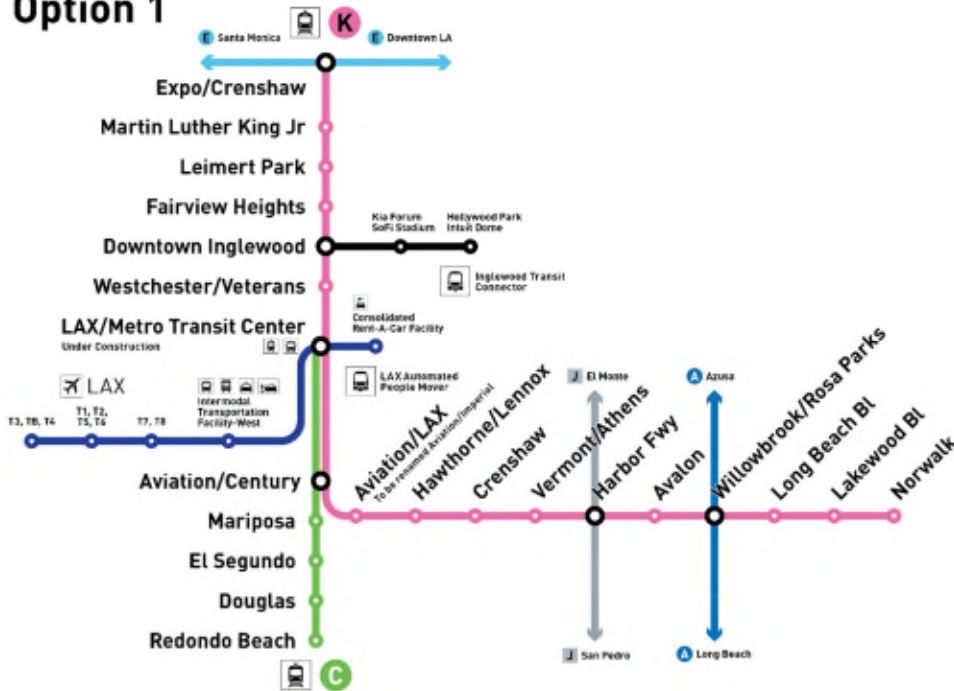 Option 1
K
E Santa Monica
E Downtown LA
Expo/Crenshaw
Martin Luther King Jr
Leimert Park
Fairview Heights
Kia Forum
SoFi Stadium
Hollywood Park
Intuit Dome
Downtown Inglewood
Inglewood Transit
Connector
Westchester/Veterans
LAX/Metro Transit Center
Under Construction
Consolidated
Rent-A-Car Facility
LAX Automated
People Mover
LAX
T3, TB, T4
T1, T2,
T5, T6
T7, T8
Intermodal
Transportation
Facility-West
Aviation/Century
Mariposa
El Segundo
Douglas
Redondo Beach
C
Aviation/LAX
To be renamed Aviation/Imperial
Hawthorne/Lennox
Crenshaw
Vermont/Athens
J El Monte
Harbor Fwy
J San Pedro
Avalon
A Azusa
Willowbrook/Rosa Parks
A Long Beach
Long Beach Bl
Lakewood Bl
Norwalk